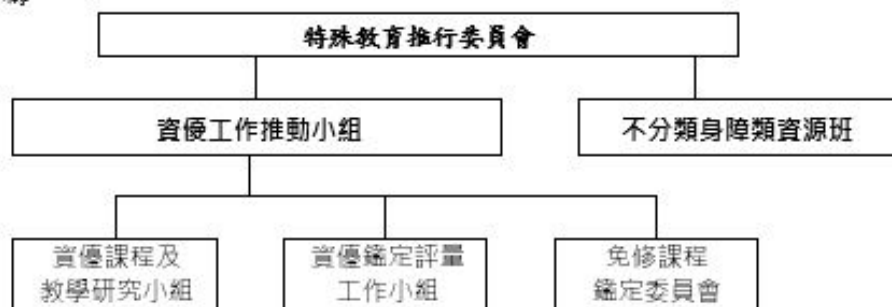 特殊教育推行委員會
資優工作推動小組
不分類身障類資源班
資優課程及
教學研究小組
資優鑑定評量
工作小組
免修課程
鑑定委員會